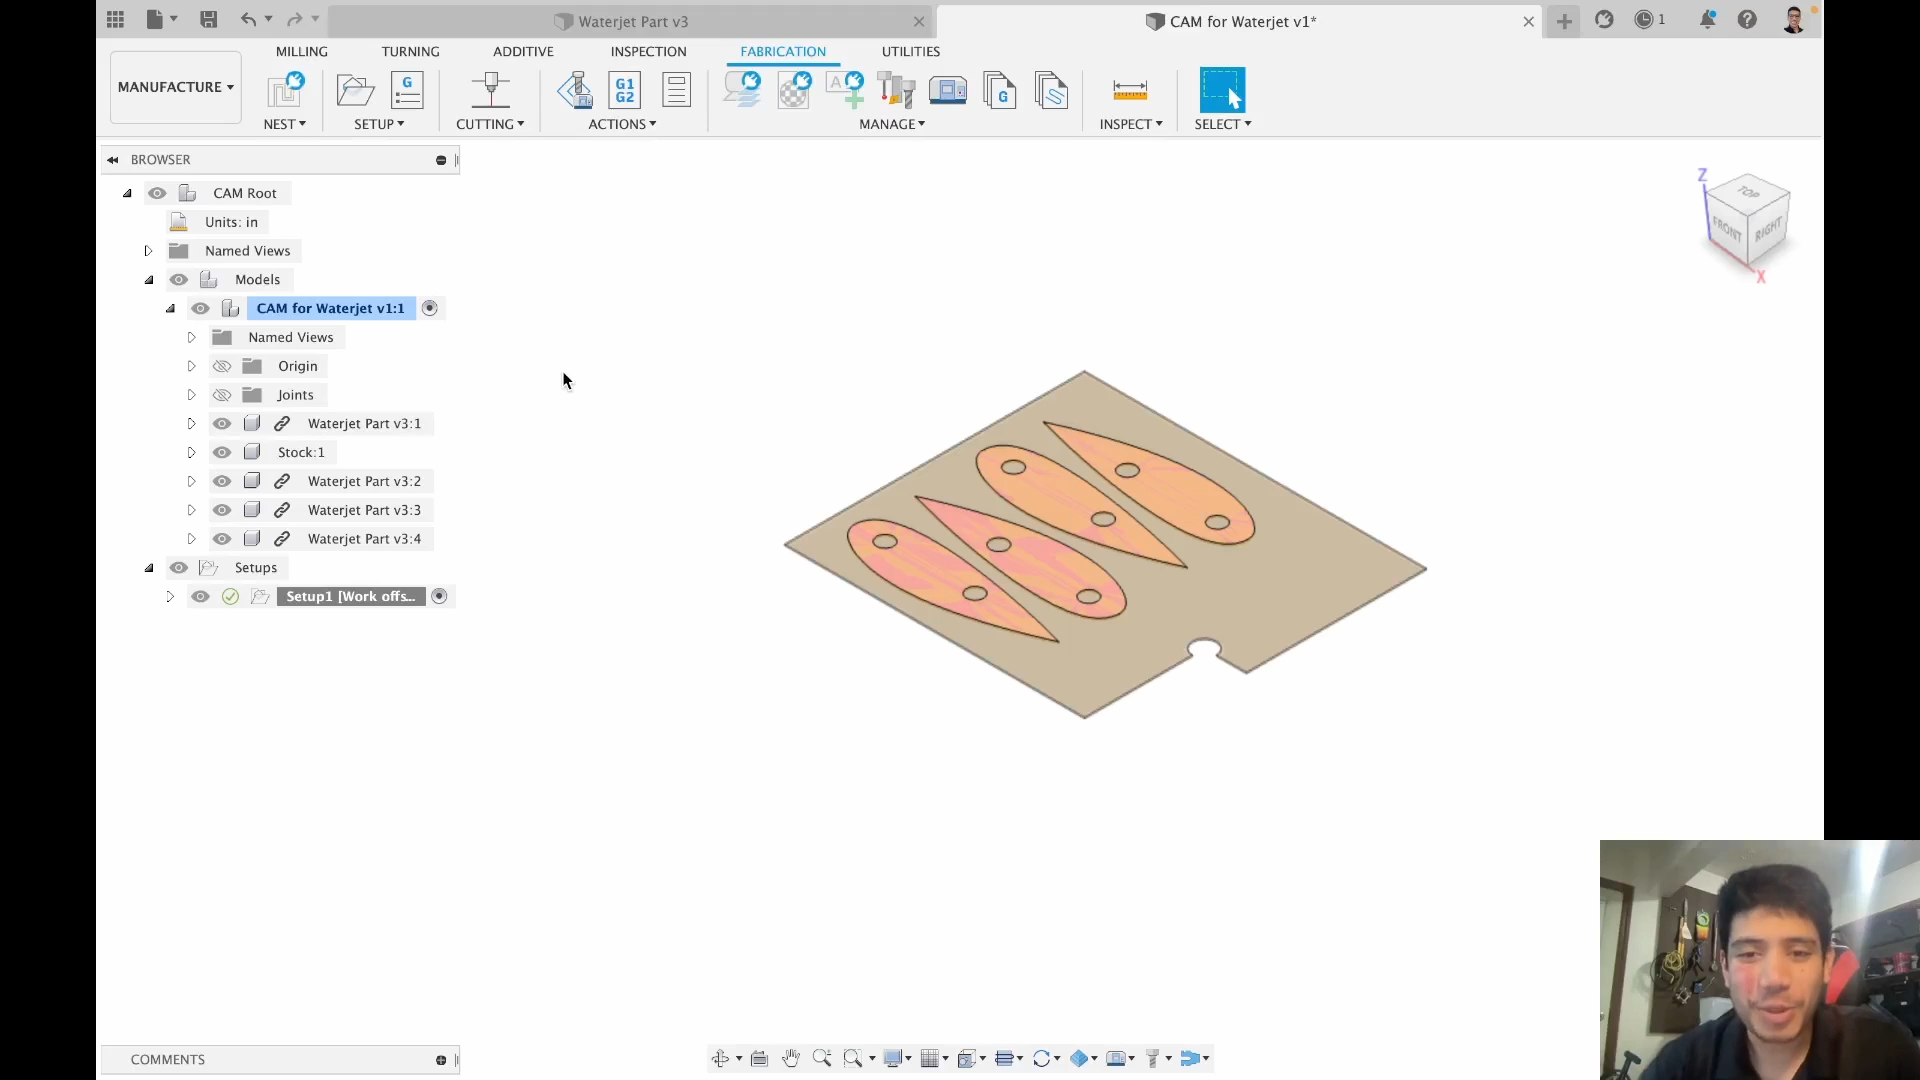 Waterjet Part v3
CAM for Waterjet v1*
1
MANUFACTURE
MILLING
TURNING
ADDITIVE
INSPECTION
FABRICATION
UTILITIES
G
G1
G2
A
G
NEST
SETUP
CUTTING
ACTIONS
MANAGE
INSPECT
SELECT
BROWSER
CAM Root
Units: in
Named Views
Models
CAM for Waterjet v1:1
Named Views
Origin
Joints
Waterjet Part v3:1
Stock:1
Waterjet Part v3:2
Waterjet Part v3:3
Waterjet Part v3:4
Setups
Setup1 [Work offs...
Z
TOP
FRONT
RIGHT
X
COMMENTS